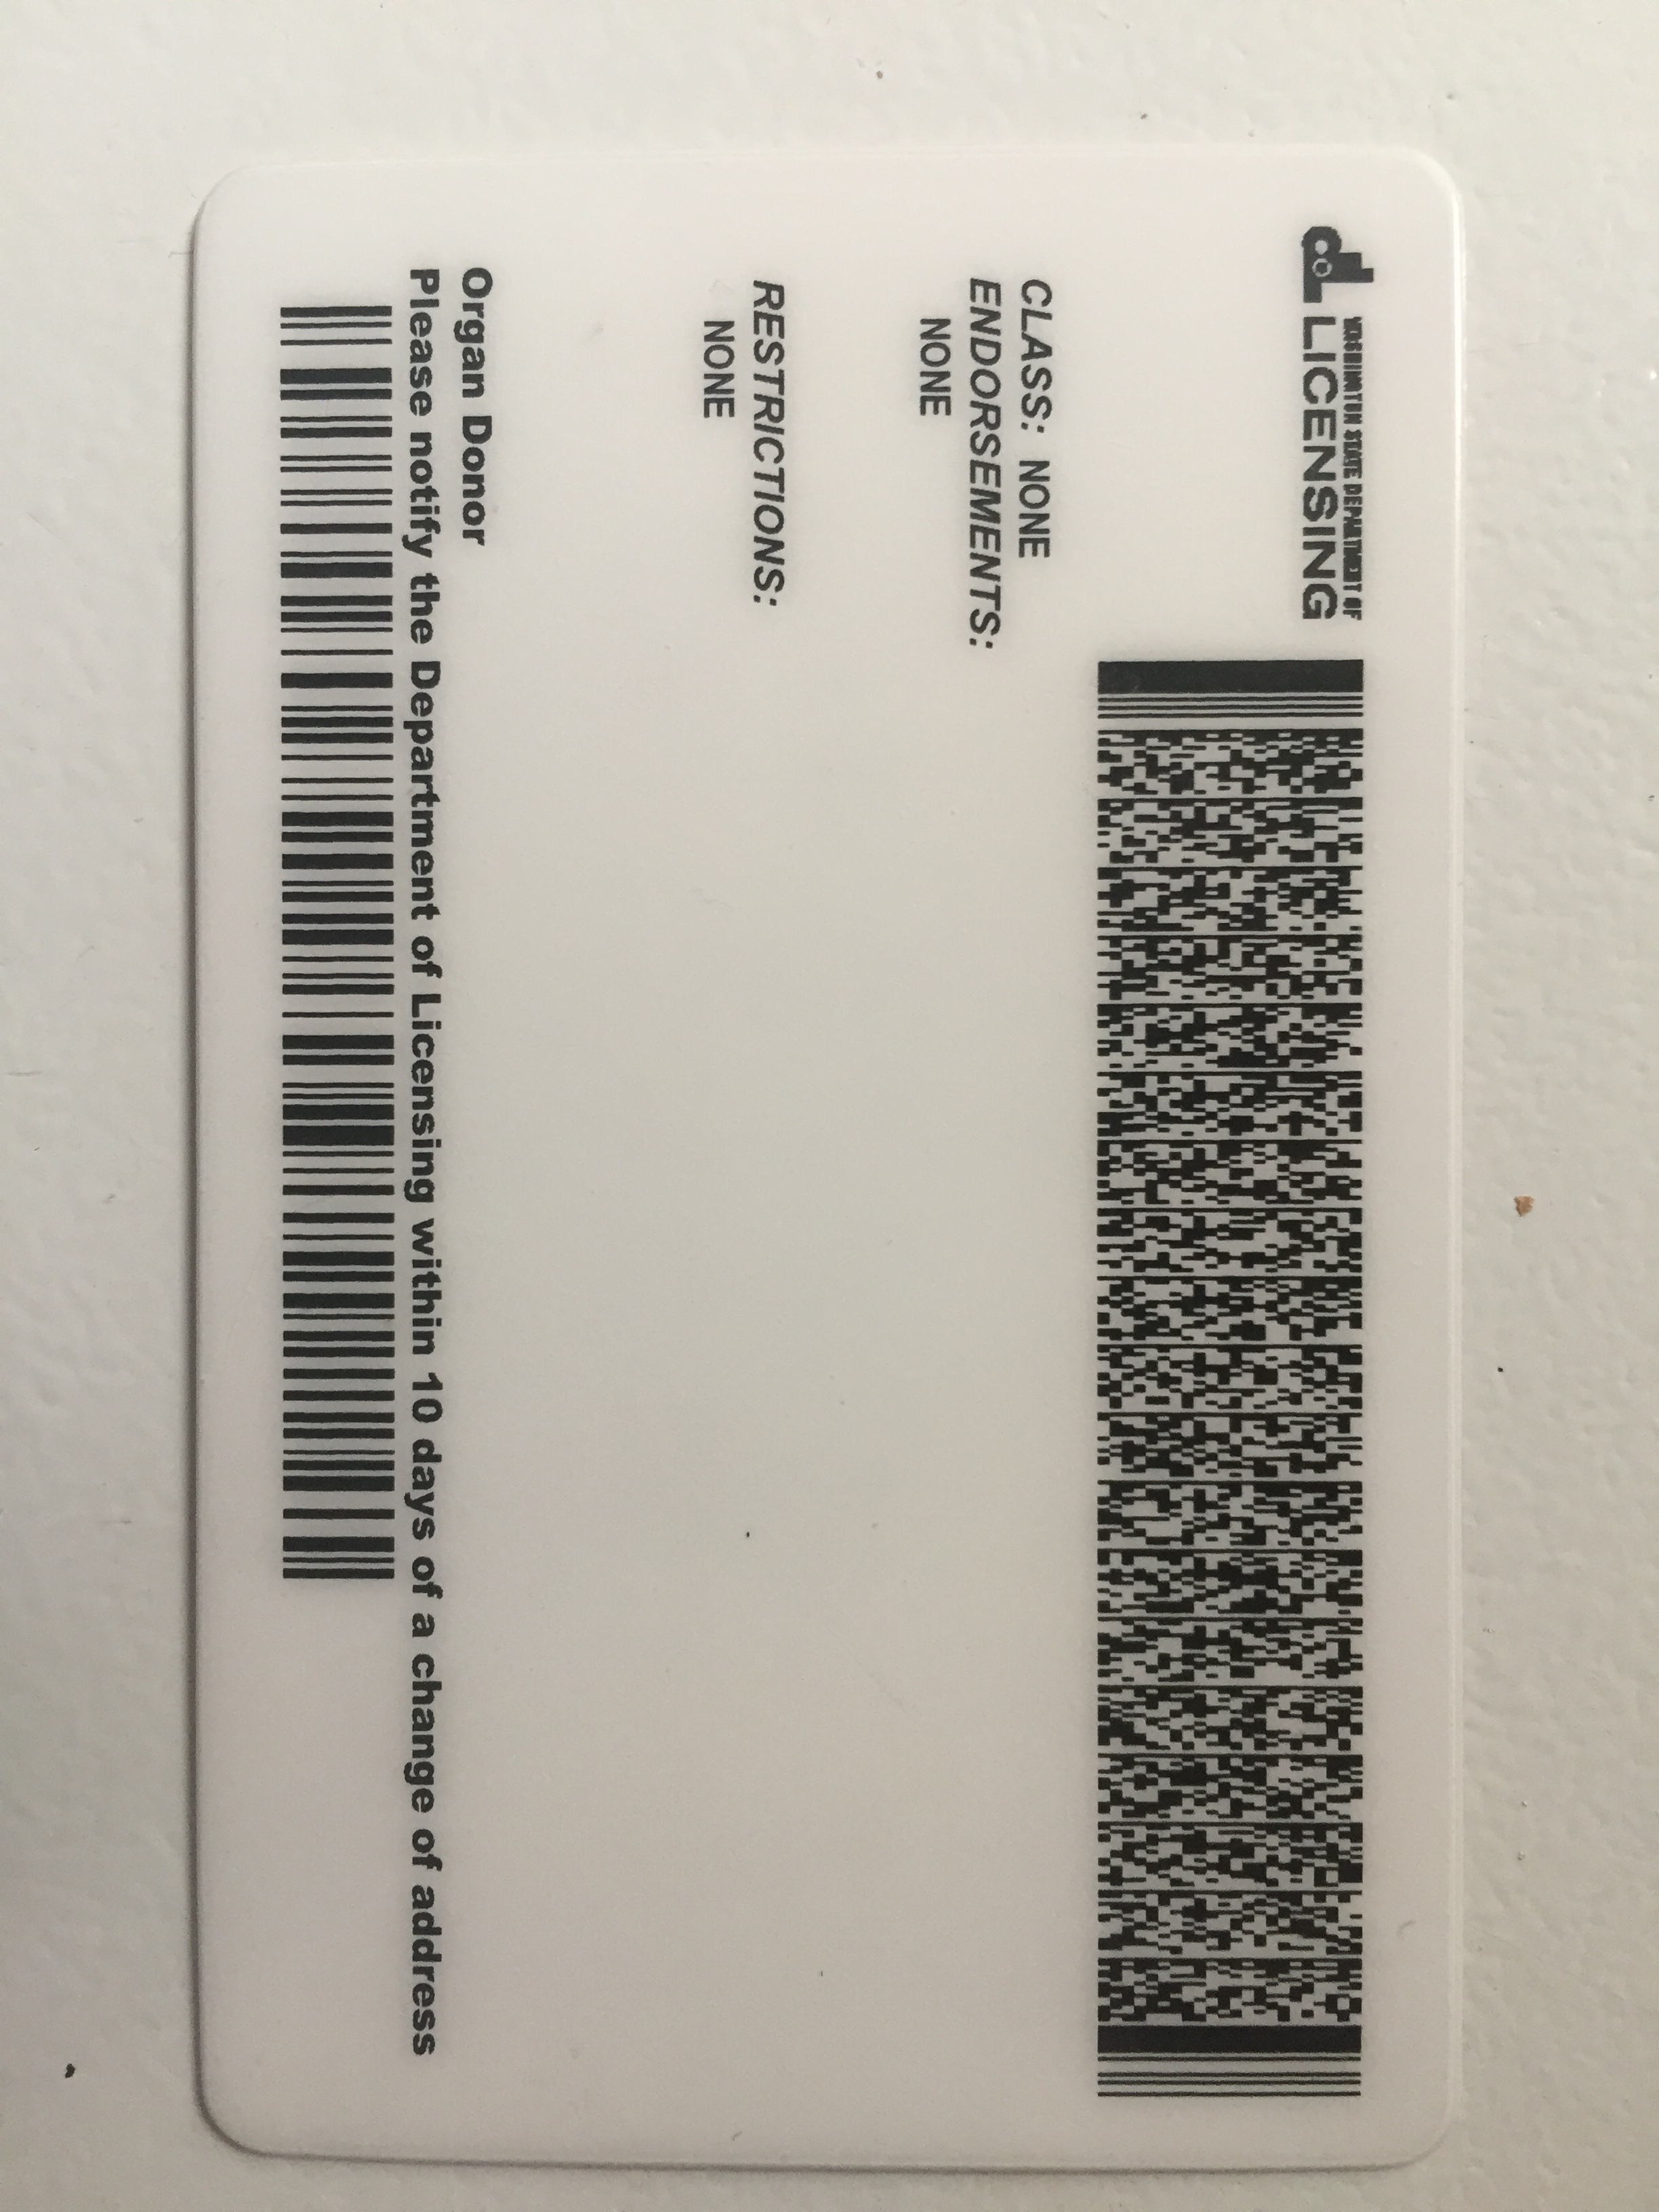 WASHINGTON STATE DEPARTMENT OF
LICENSING
CLASS: NONE
ENDORSEMENTS:
NONE
RESTRICTIONS:
NONE
Organ Donor
Please notify the Department of Licensing within 10 days of a change of address